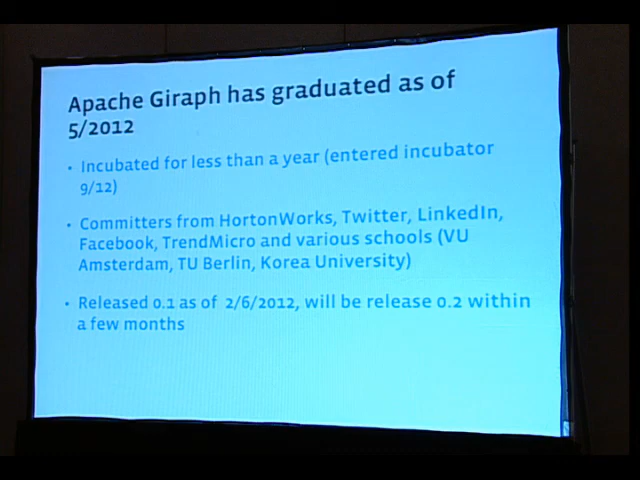 Apache Giraph has graduated as of
5/2012
• Incubated for less than a year (entered incubator
9/12)
• Committers from HortonWorks, Twitter, LinkedIn,
Facebook, TrendMicro and various schools (VU
Amsterdam, TU Berlin, Korea University)
• Released 0.1 as of 2/6/2012, will be release 0.2 within
a few months